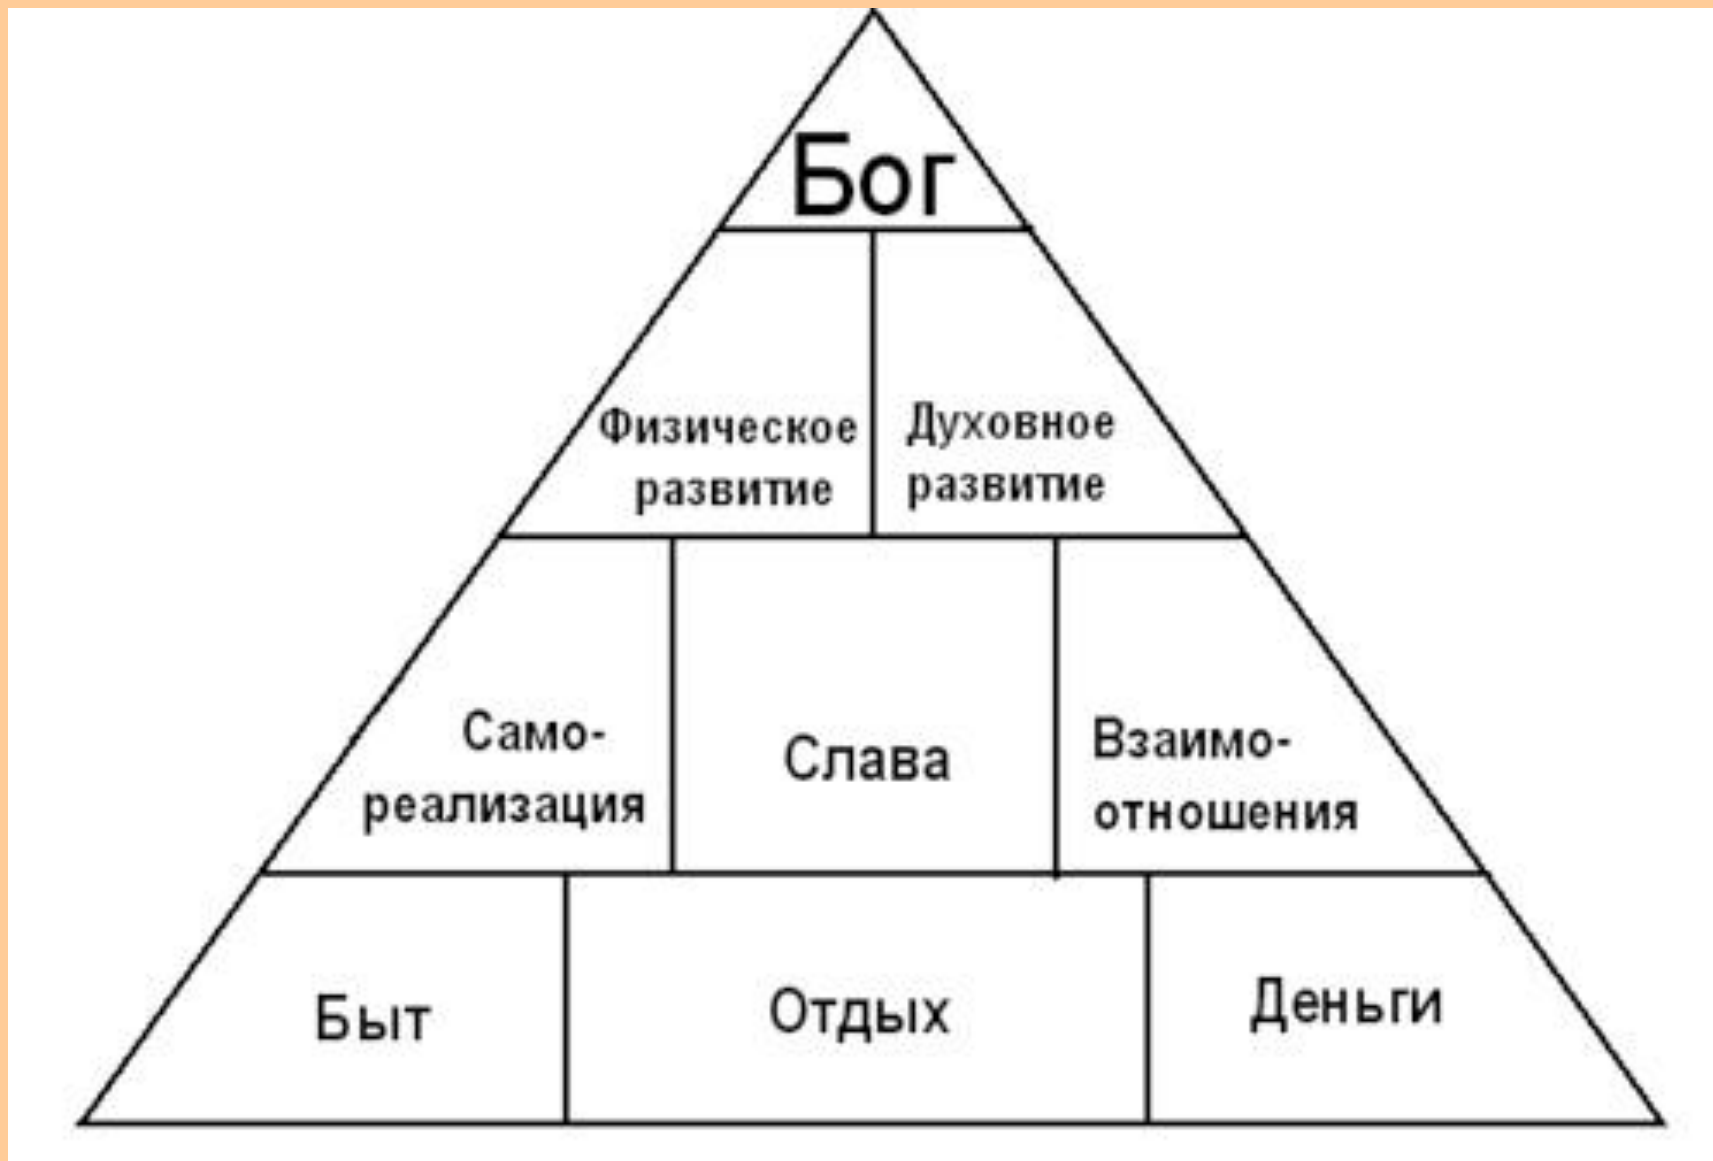 Бог
Физическое
развитие
Духовное
развитие
Само-
реализация
Слава
Взаимо-
отношения
Быт
Отдых
Деньги